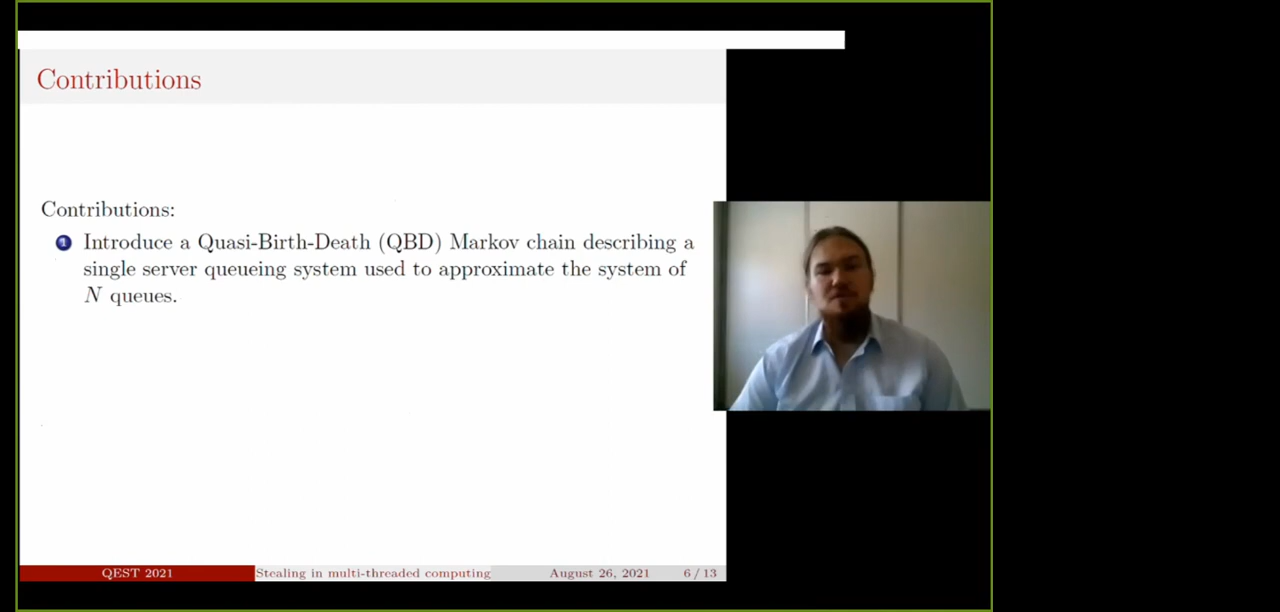 Contributions
Contributions:
1 Introduce a Quasi-Birth-Death (QBD) Markov chain describing a
single server queueing system used to approximate the system of
N queues.
QEST 2021 Stealing in multi-threaded computing August 26, 2021 6 / 13